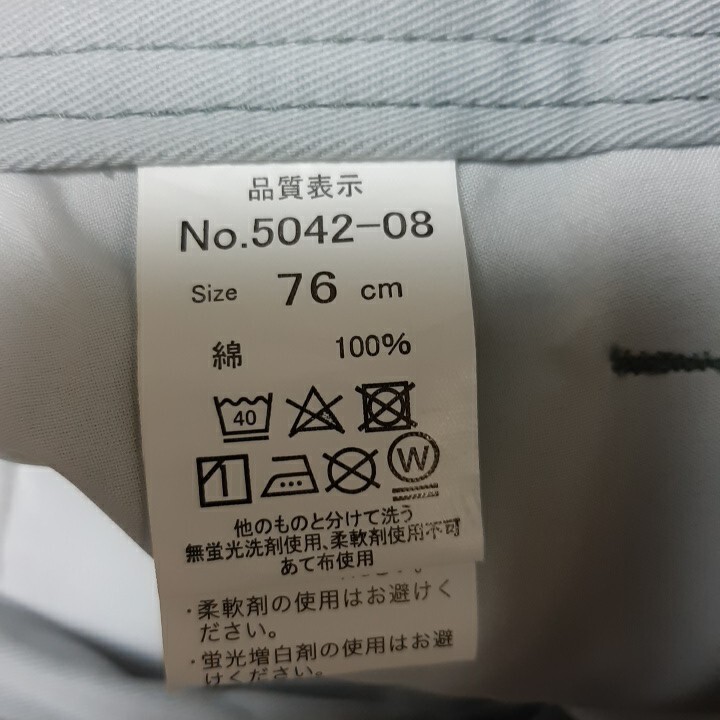 品質表示
No.5042-08
Size 76 cm
綿 100%
40
W
他のものと分けて洗う
無蛍光洗剤使用、柔軟剤使用不可
あて布使用
・柔軟剤の使用はお避けく
ださい。
・蛍光増白剤の使用はお避
けください。